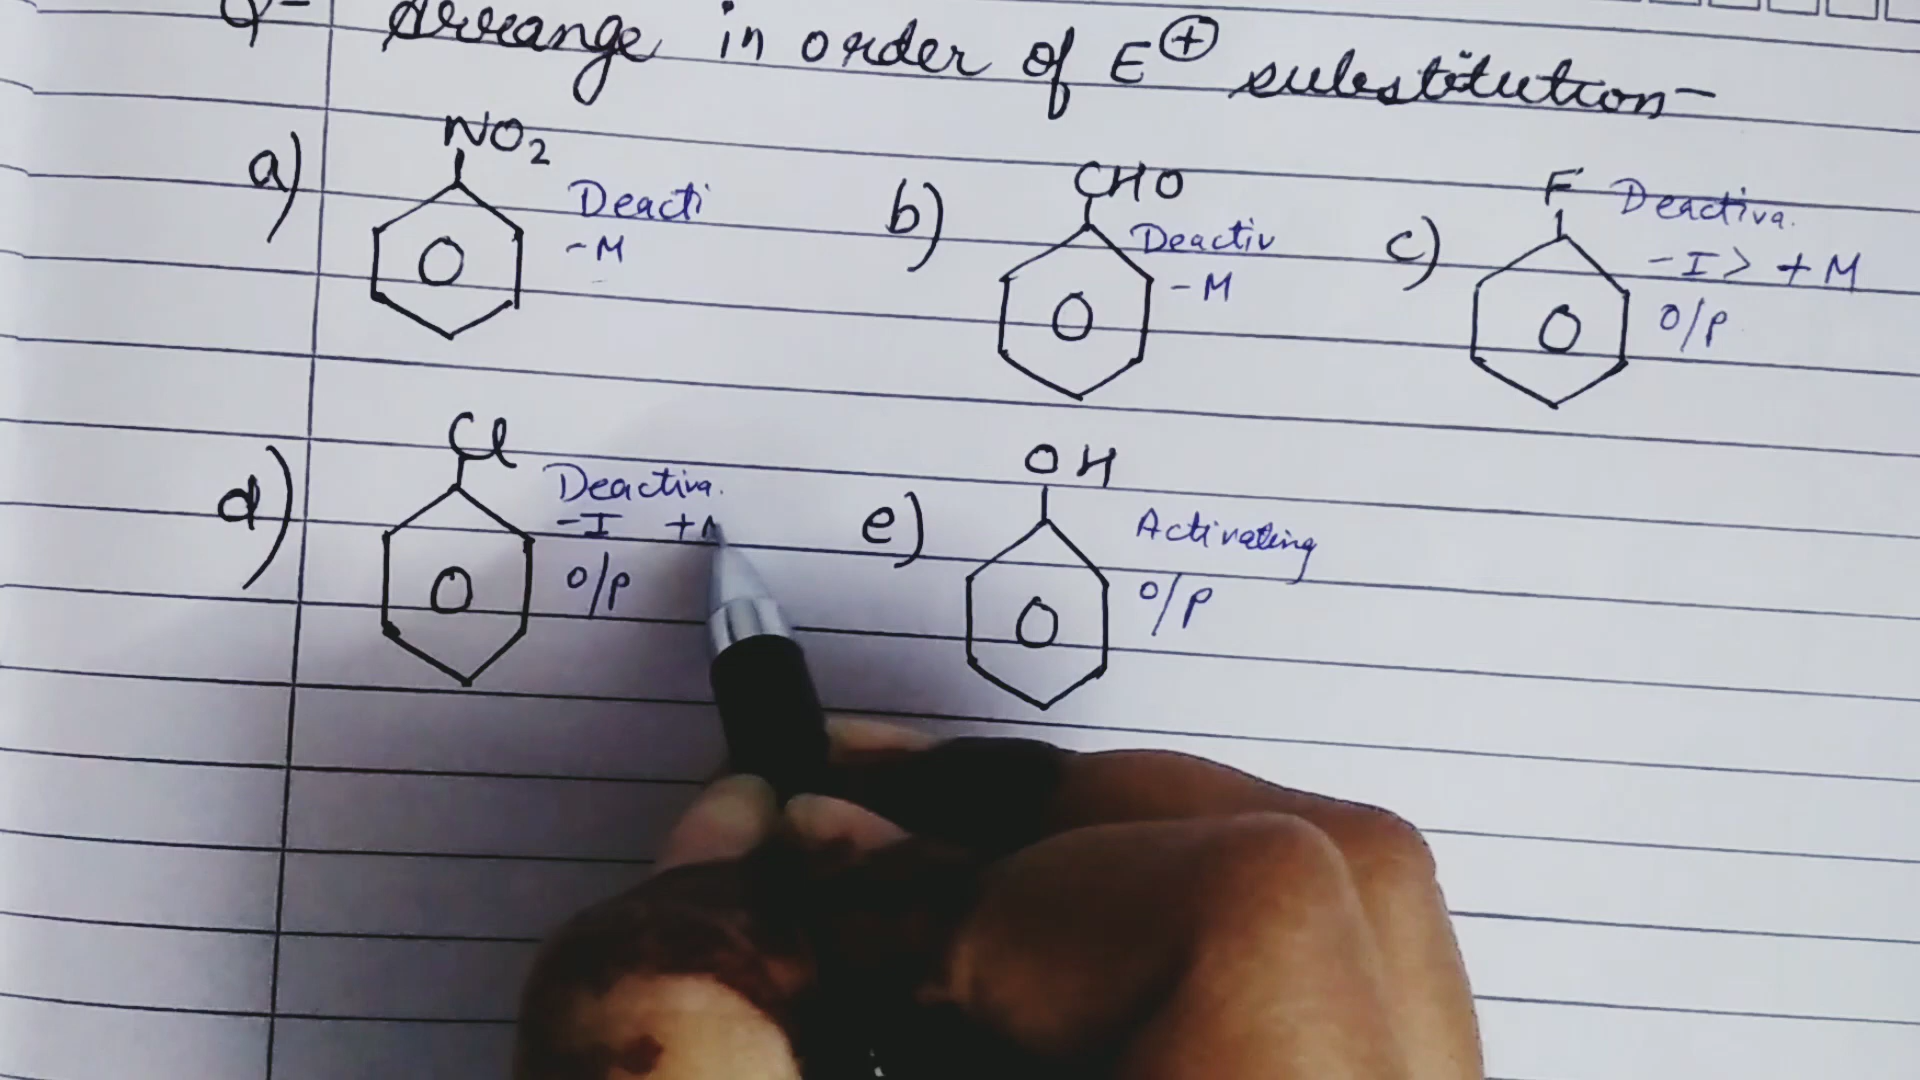 Q- Arrange in order of E⊕ substitution-
a) NO2 Deacti
-M
b) CHO Deactiv
-M
c) F Deactiva.
-I > +M
O/P
d) Cl Deactiva.
-I +M
O/P
e) OH Activating
O/P